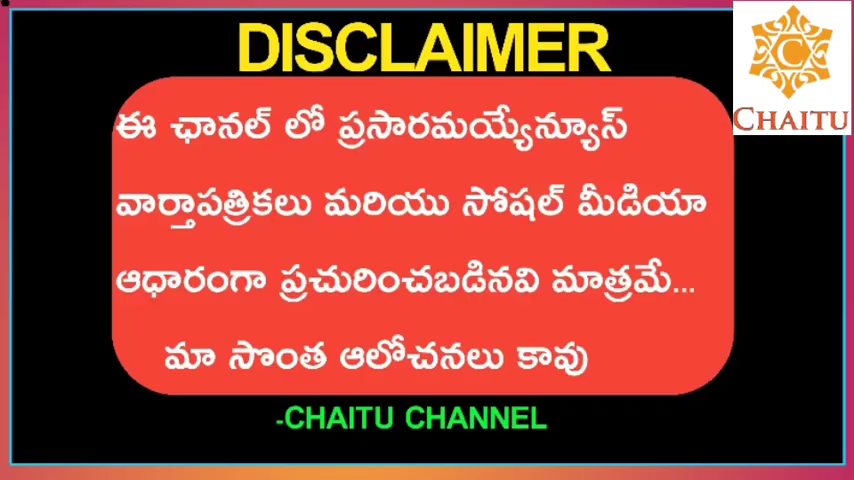 DISCLAIMER
C
CHAITU
ఈ ఛానల్ లో ప్రసారమయ్యేన్యూస్
వార్తాపత్రికలు మరియు సోషల్ మీడియా
ఆధారంగా ప్రచురించబడినవి మాత్రమే...
మా సొంత ఆలోచనలు కావు
-CHAITU CHANNEL